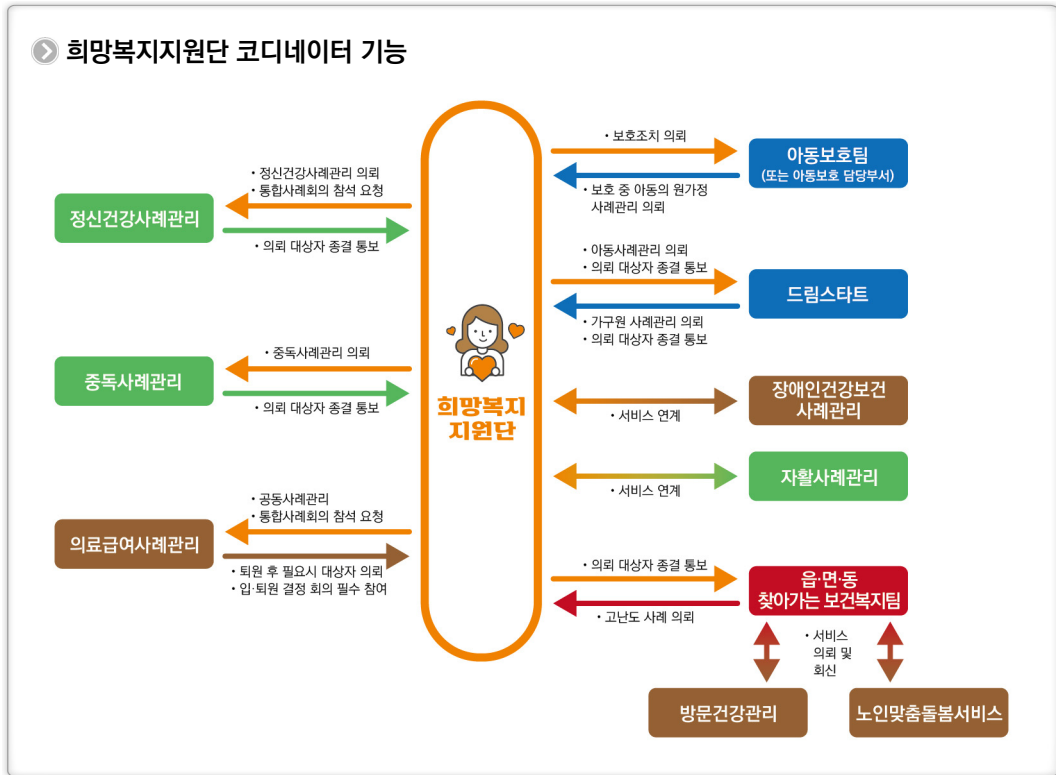 희망복지지원단 코디네이터 기능
• 보호조치 의뢰
아동보호팀
(또는 아동보호 담당부서)
• 보호 중 아동의 원가정
사례관리 의뢰
• 정신건강사례관리 의뢰
• 통합사례회의 참석 요청
정신건강사례관리
• 의뢰 대상자 종결 통보
• 아동사례관리 의뢰
• 의뢰 대상자 종결 통보
드림스타트
• 가구원 사례관리 의뢰
• 의뢰 대상자 종결 통보
• 중독사례관리 의뢰
중독사례관리
• 의뢰 대상자 종결 통보
희망복지
지원단
장애인건강보건
사례관리
• 서비스 연계
자활사례관리
• 서비스 연계
• 공동사례관리
• 통합사례회의 참석 요청
의료급여사례관리
• 퇴원 후 필요시 대상자 의뢰
• 입·퇴원 결정 회의 필수 참여
• 의뢰 대상자 종결 통보
읍·면·동
찾아가는 보건복지팀
• 고난도 사례 의뢰
• 서비스
의뢰 및
회신
방문건강관리
노인맞춤돌봄서비스